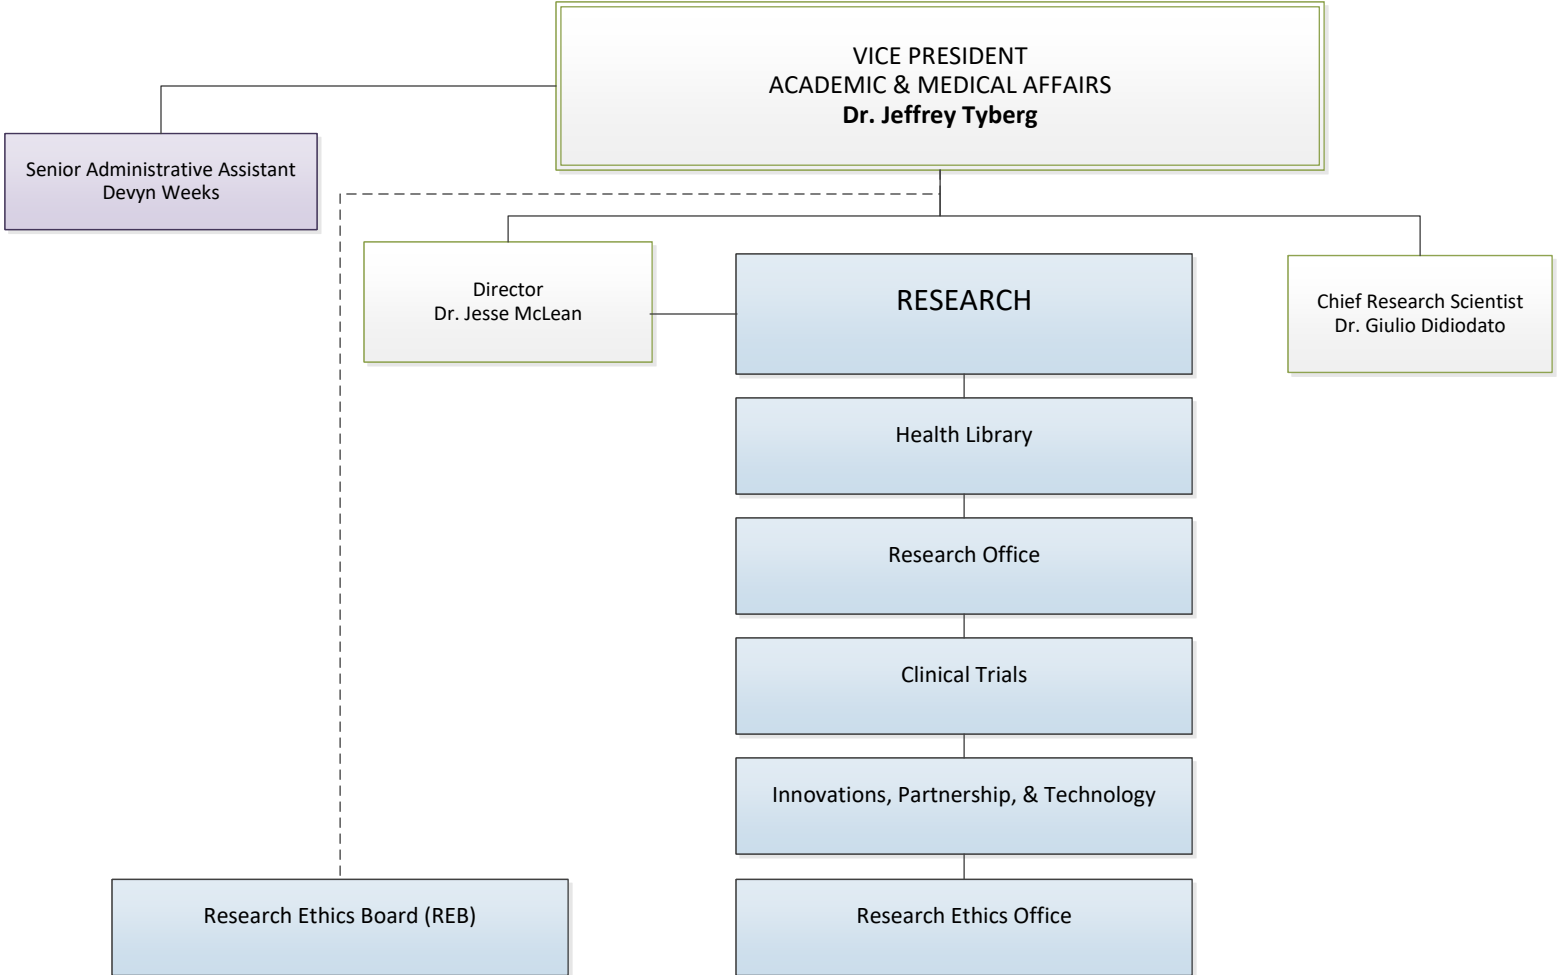 VICE PRESIDENT
ACADEMIC & MEDICAL AFFAIRS
Dr. Jeffrey Tyberg
Senior Administrative Assistant
Devyn Weeks
Director
Dr. Jesse McLean
RESEARCH
Chief Research Scientist
Dr. Giulio Didiodato
Health Library
Research Office
Clinical Trials
Innovations, Partnership, & Technology
Research Ethics Board (REB)
Research Ethics Office